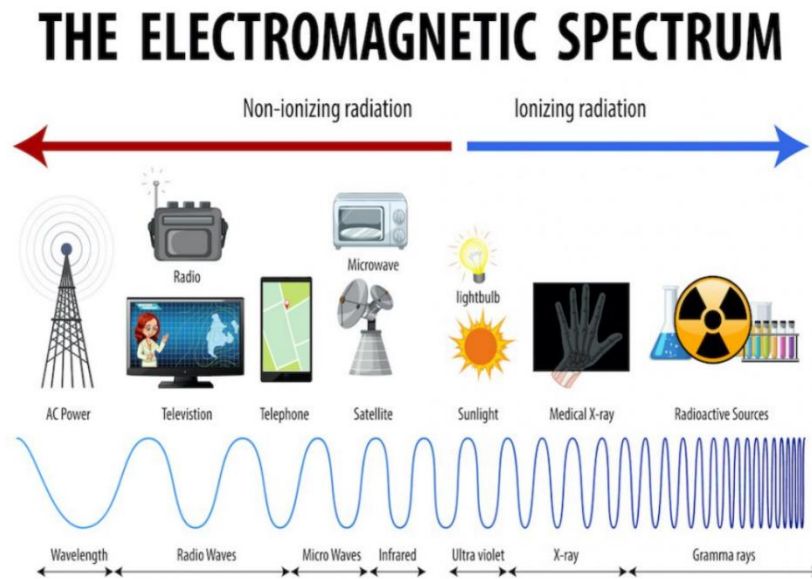 THE ELECTROMAGNETIC SPECTRUM
Non-ionizing radiation
Ionizing radiation
Radio
Microwave
lightbulb
AC Power
Televistion
Telephone
Satellite
Sunlight
Medical X-ray
Radioactive Sources
Wavelength
Radio Waves
Micro Waves
Infrared
Ultra violet
X-ray
Gramma rays